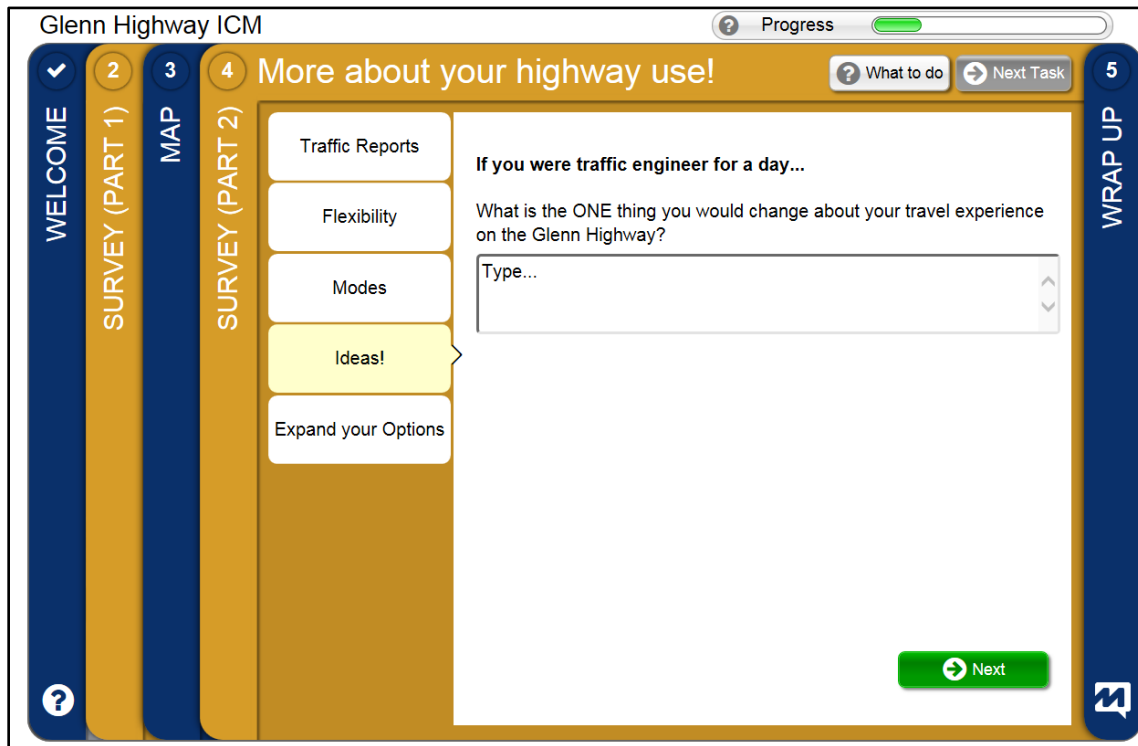 Glenn Highway ICM
? Progress
WELCOME
2
SURVEY (PART 1)
3
MAP
4
SURVEY (PART 2)
More about your highway use!
? What to do
Next Task
5
WRAP UP
Traffic Reports
Flexibility
Modes
Ideas!
Expand your Options
If you were traffic engineer for a day...
What is the ONE thing you would change about your travel experience
on the Glenn Highway?
Type...
Next
?